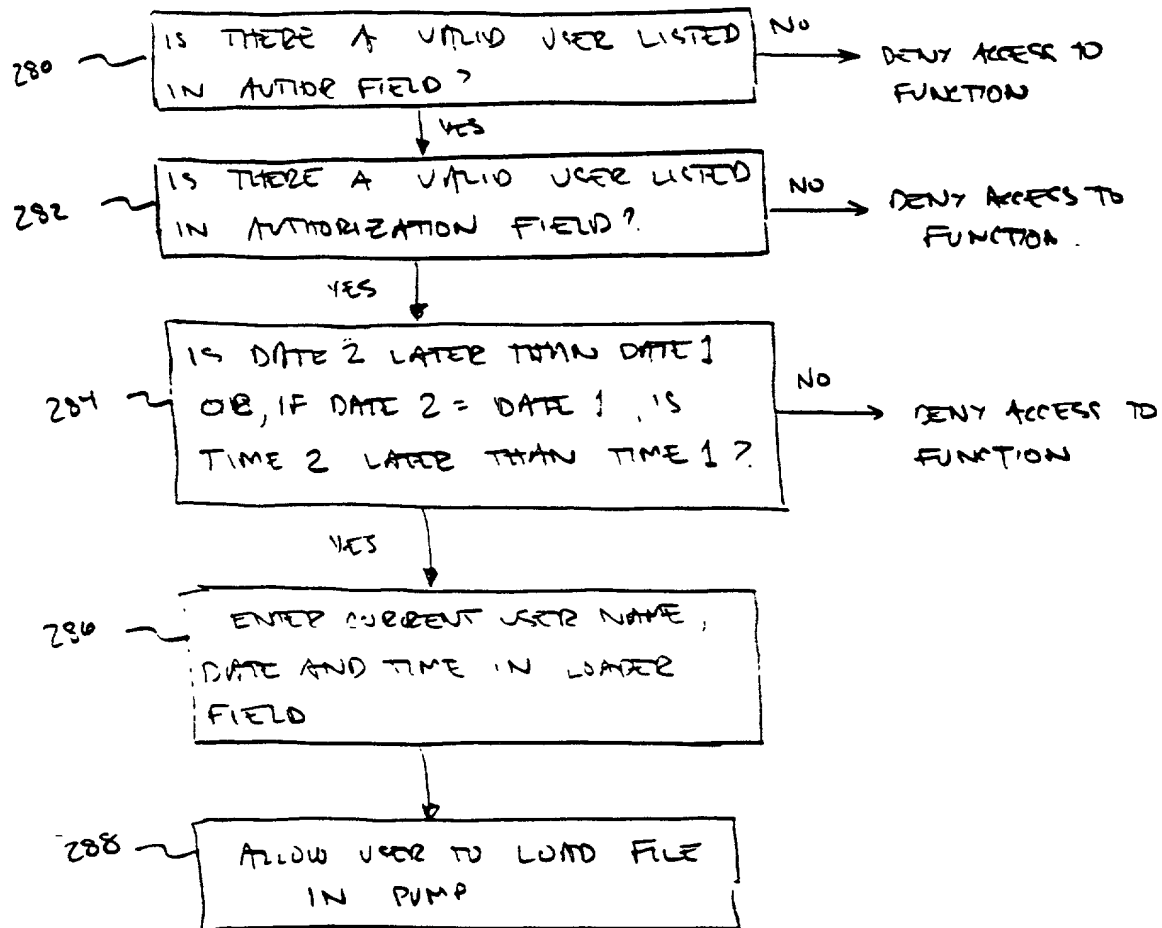 280
IS THERE A VALID USER LISTED
IN AUTHOR FIELD?
NO
DENY ACCESS TO
FUNCTION
YES
282
IS THERE A VALID USER LISTED
IN AUTHORIZATION FIELD?
NO
DENY ACCESS TO
FUNCTION.
YES
284
IS DATE 2 LATER THAN DATE 1
OR, IF DATE 2 = DATE 1, IS
TIME 2 LATER THAN TIME 1?
NO
DENY ACCESS TO
FUNCTION
YES
286
ENTER CURRENT USER NAME,
DATE AND TIME IN LOADER
FIELD
288
ALLOW USER TO LOAD FILE
IN PUMP